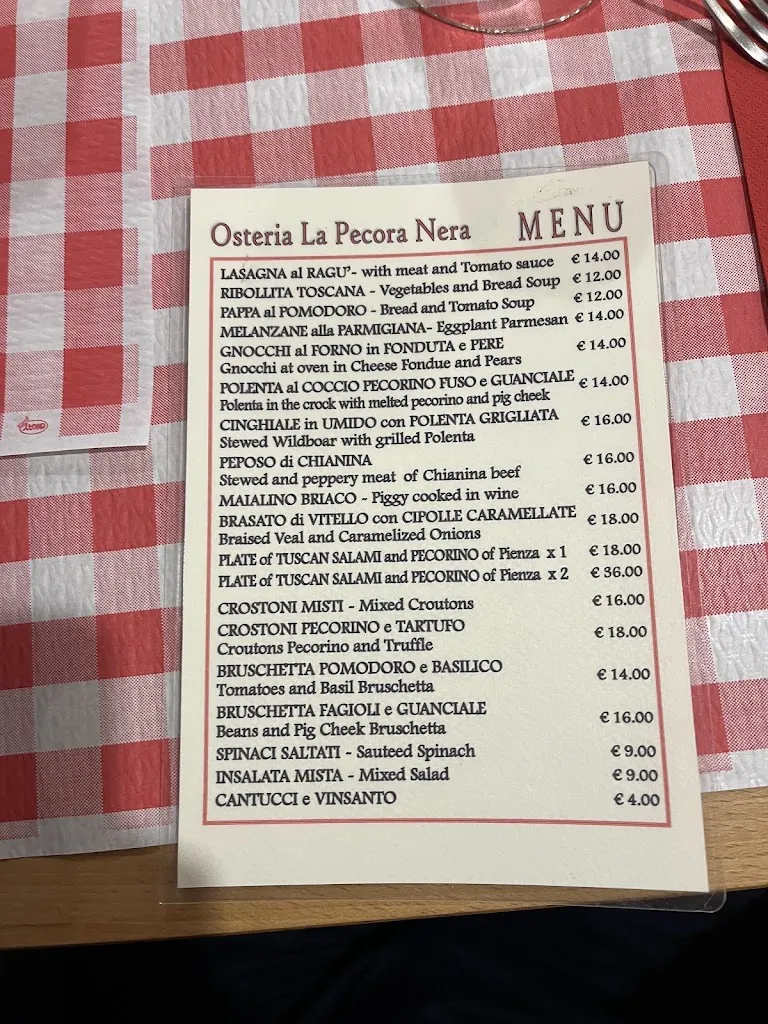 Osteria La Pecora Nera MENU
LASAGNA al RAGU'- with meat and Tomato sauce € 14.00
RIBOLLITA TOSCANA - Vegetables and Bread Soup € 12.00
PAPPA al POMODORO - Bread and Tomato Soup € 12.00
MELANZANE alla PARMIGIANA- Eggplant Parmesan € 14.00
GNOCCHI al FORNO in FONDUTA e PERE € 14.00
Gnocchi at oven in Cheese Fondue and Pears
POLENTA al COCCIO PECORINO FUSO e GUANCIALE € 14.00
Polenta in the crock with melted pecorino and pig cheek
CINGHIALE in UMIDO con POLENTA GRIGLIATA € 16.00
Stewed Wildboar with grilled Polenta
PEPOSO di CHIANINA € 16.00
Stewed and peppery meat of Chianina beef
MAIALINO BRIACO - Piggy cooked in wine € 16.00
BRASATO di VITELLO con CIPOLLE CARAMELLATE € 18.00
Braised Veal and Caramelized Onions
PLATE of TUSCAN SALAMI and PECORINO of Pienza x 1 € 18.00
PLATE of TUSCAN SALAMI and PECORINO of Pienza x 2 € 36.00
CROSTONI MISTI - Mixed Croutons € 16.00
CROSTONI PECORINO e TARTUFO € 18.00
Croutons Pecorino and Truffle
BRUSCHETTA POMODORO e BASILICO € 14.00
Tomatoes and Basil Bruschetta
BRUSCHETTA FAGIOLI e GUANCIALE € 16.00
Beans and Pig Cheek Bruschetta
SPINACI SALTATI - Sauteed Spinach € 9.00
INSALATA MISTA - Mixed Salad € 9.00
CANTUCCI e VINSANTO € 4.00